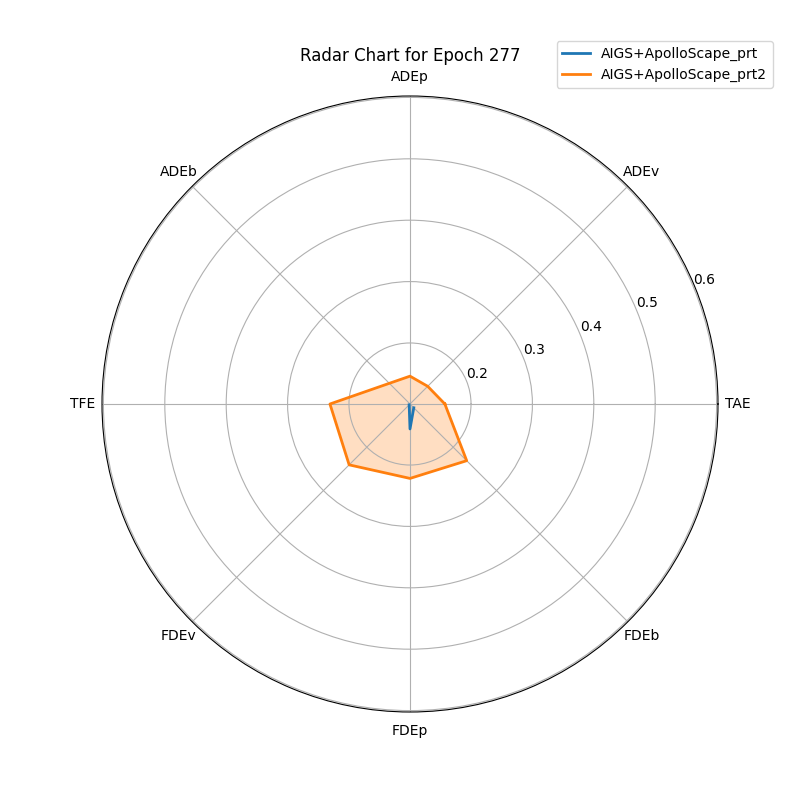 Radar Chart for Epoch 277
AIGS+ApolloScape_prt
AIGS+ApolloScape_prt2
ADEp
ADEb
ADEv
0.6
0.5
0.4
0.3
0.2
TFE
TAE
FDEv
FDEb
FDEp